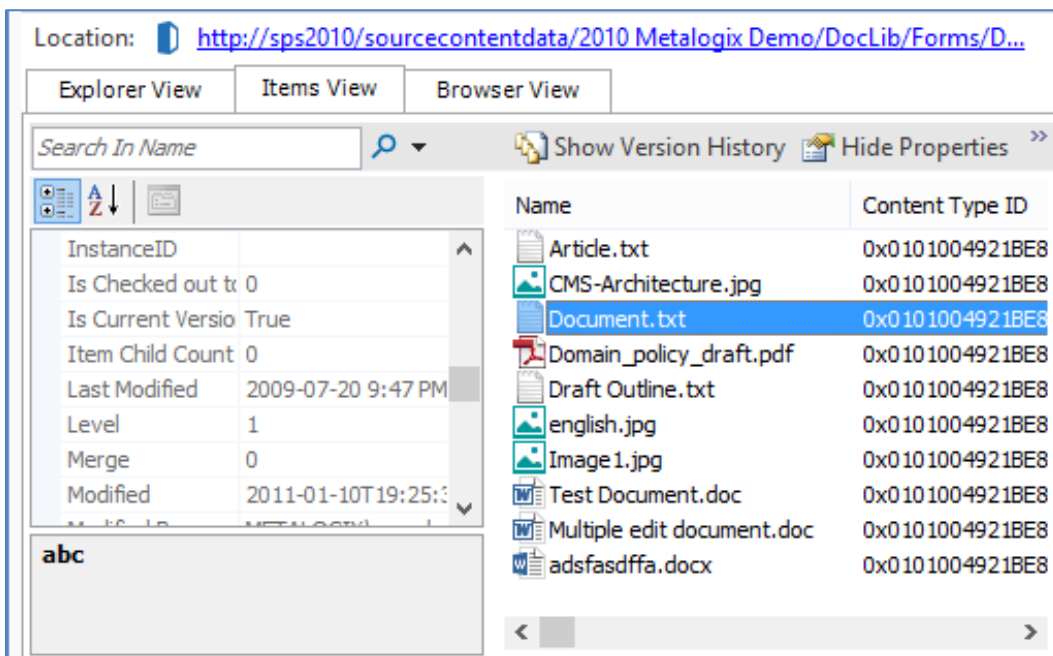 Location: http://sps2010/sourcecontentdata/2010 Metalogix Demo/DocLib/Forms/D...
Explorer View Items View Browser View
Search In Name
Show Version History Hide Properties »
A
Z
InstanceID
Is Checked out to 0
Is Current Versio True
Item Child Count 0
Last Modified 2009-07-20 9:47 PM
Level 1
Merge 0
Modified 2011-01-10T19:25:3
abc
Name Content Type ID
Article.txt 0x0101004921BE8
CMS-Architecture.jpg 0x0101004921BE8
Document.txt 0x0101004921BE8
Domain_policy_draft.pdf 0x0101004921BE8
Draft Outline.txt 0x0101004921BE8
english.jpg 0x0101004921BE8
Image1.jpg 0x0101004921BE8
Test Document.doc 0x0101004921BE8
Multiple edit document.doc 0x0101004921BE8
adsfasdffa.docx 0x0101004921BE8